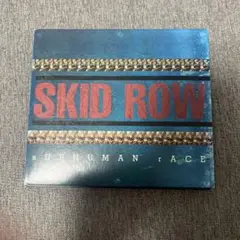 SKID ROW
sUBHUMAN rACE